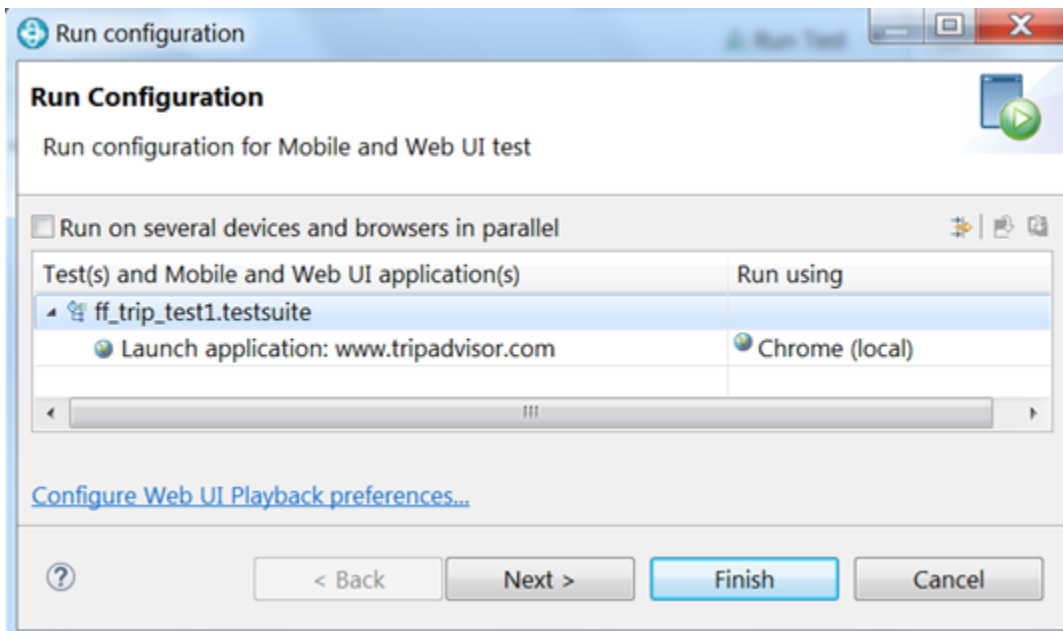 Run configuration
Run Test
Run Configuration
Run configuration for Mobile and Web UI test
Run on several devices and browsers in parallel
Test(s) and Mobile and Web UI application(s) Run using
ff_trip_test1.testsuite
Launch application: www.tripadvisor.com Chrome (local)
Configure Web UI Playback preferences...
< Back Next > Finish Cancel